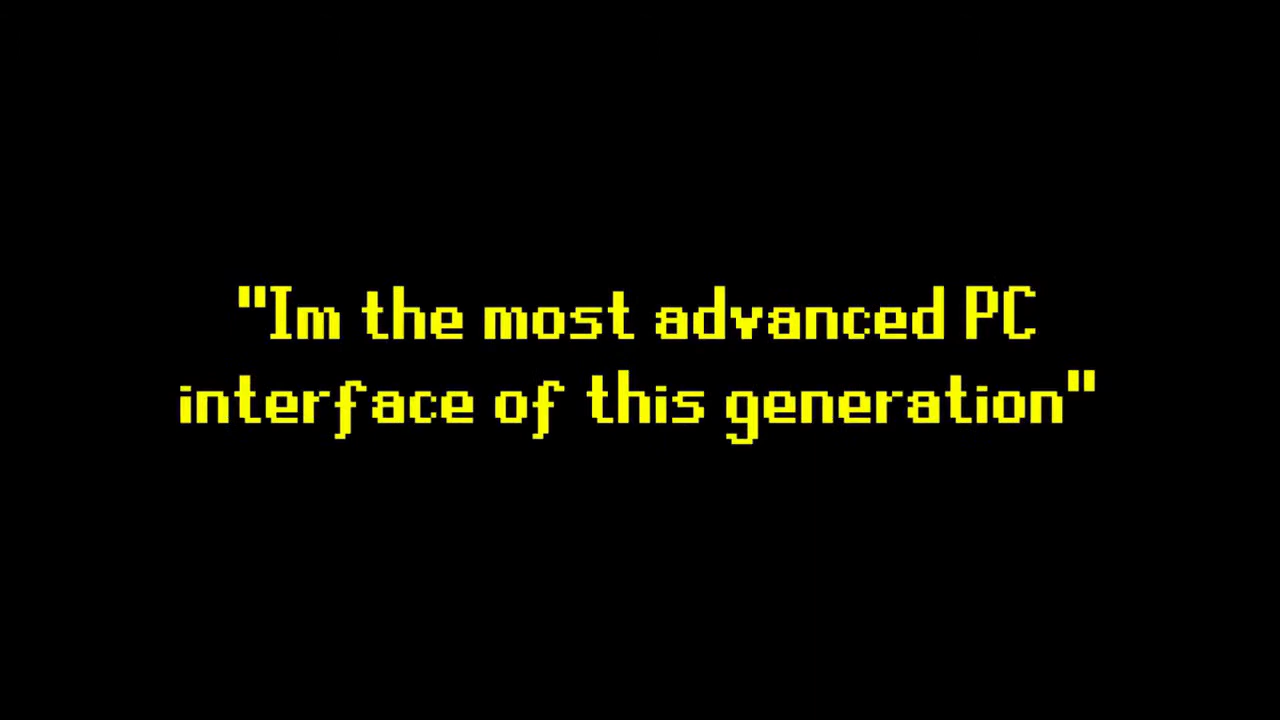 "Im the most advanced PC
interface of this generation"